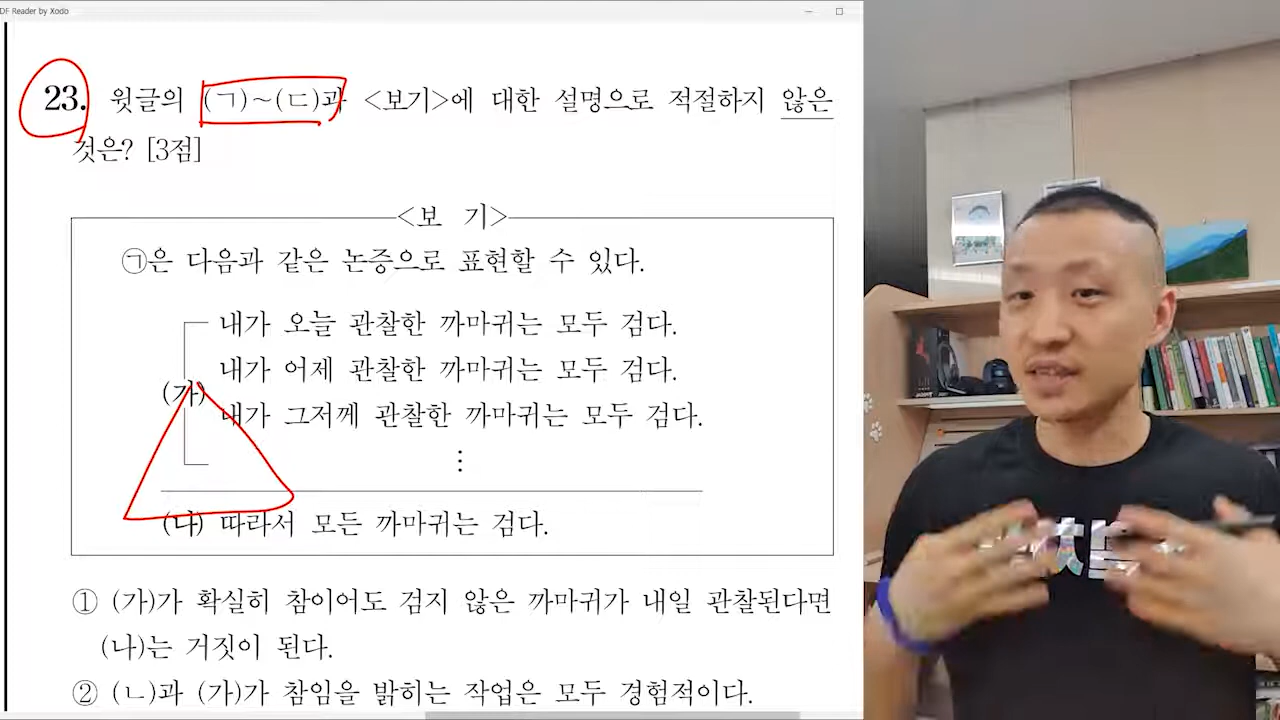 DF Reader by Xodo
23. 윗글의 (ㄱ)~(ㄷ)과 <보기>에 대한 설명으로 적절하지 않은
것은? [3점]
<보 기>
㉠은 다음과 같은 논증으로 표현할 수 있다.
내가 오늘 관찰한 까마귀는 모두 검다.
내가 어제 관찰한 까마귀는 모두 검다.
(가)
내가 그저께 관찰한 까마귀는 모두 검다.
⋮
(나) 따라서 모든 까마귀는 검다.
① (가)가 확실히 참이어도 검지 않은 까마귀가 내일 관찰된다면
(나)는 거짓이 된다.
② (ㄴ)과 (가)가 참임을 밝히는 작업은 모두 경험적이다.